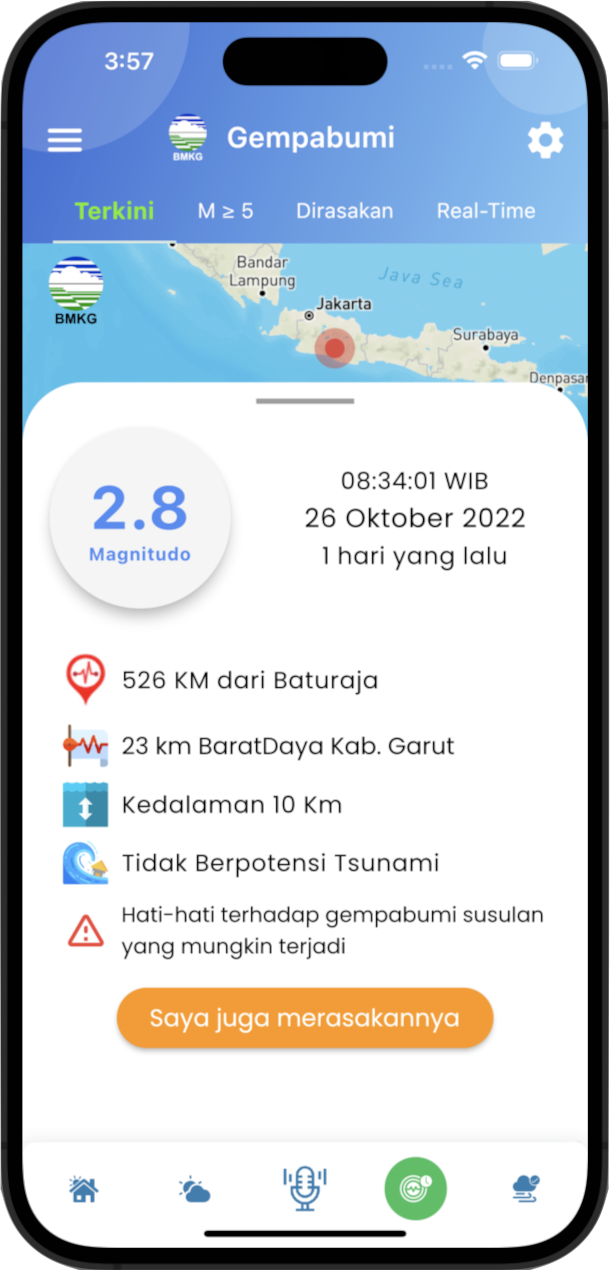 3:57
BMKG
Gempabumi
Terkini
M ≥ 5
Dirasakan
Real-Time
BMKG
Bandar
Lampung
Java Sea
Jakarta
Surabaya
Denpasar
2.8
Magnitudo
08:34:01 WIB
26 Oktober 2022
1 hari yang lalu
526 KM dari Baturaja
23 km BaratDaya Kab. Garut
Kedalaman 10 Km
Tidak Berpotensi Tsunami
Hati-hati terhadap gempabumi susulan
yang mungkin terjadi
Saya juga merasakannya